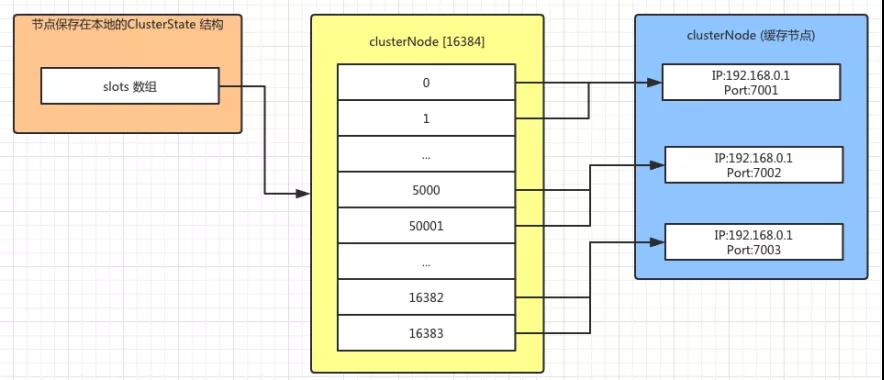 节点保存在本地的ClusterState 结构
slots 数组
clusterNode [16384]
0
1
...
5000
50001
...
16382
16383
clusterNode (缓存节点)
IP:192.168.0.1
Port:7001
IP:192.168.0.1
Port:7002
IP:192.168.0.1
Port:7003